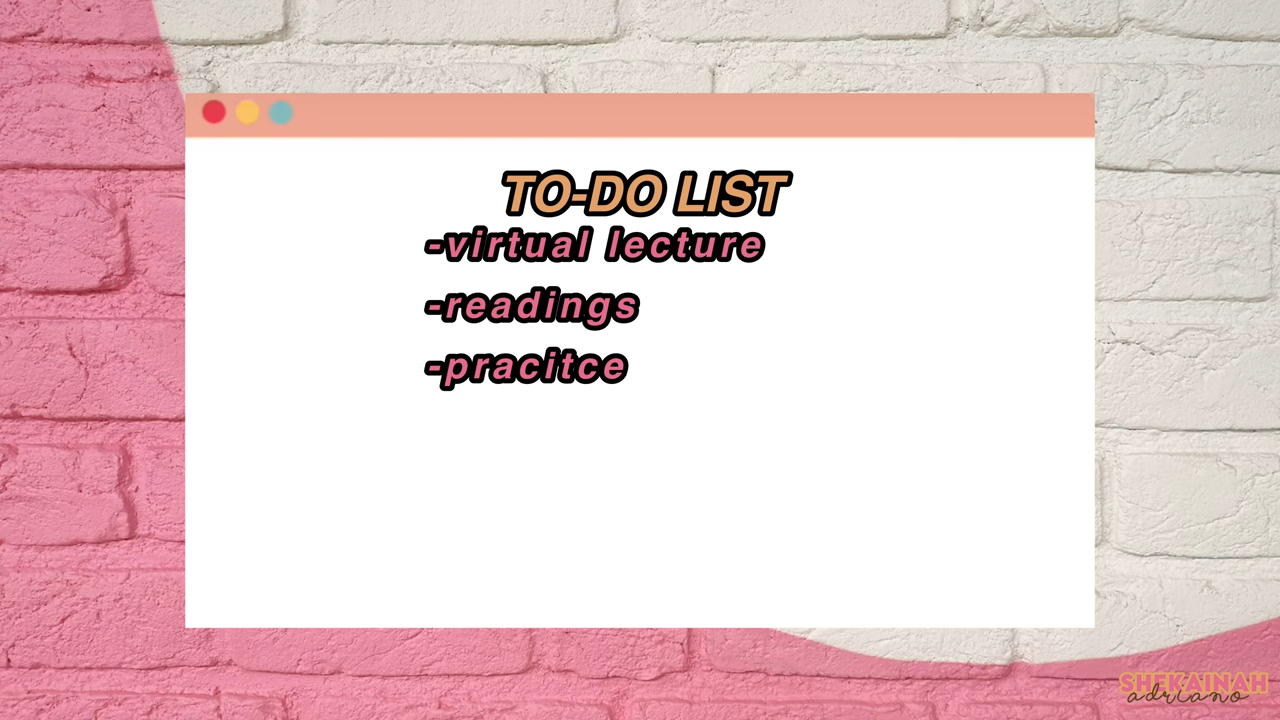 TO-DO LIST
-virtual lecture
-readings
-pracitce
SHEKAINAH
adriano